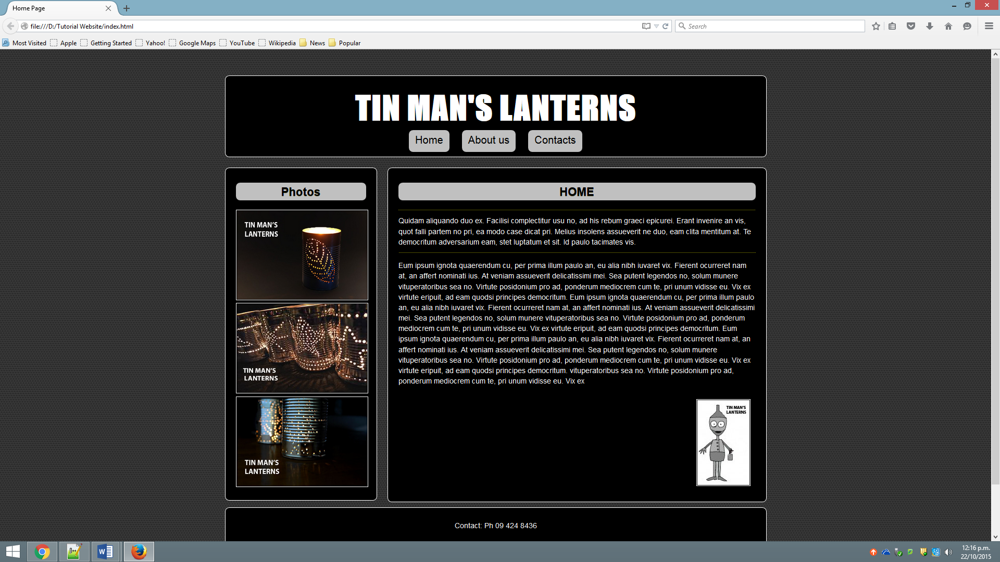 Home Page
file:///D:/Tutorial Website/index.html
Search
Most Visited Apple Getting Started Yahoo! Google Maps YouTube Wikipedia News Popular
TIN MAN'S LANTERNS
Home About us Contacts
Photos
TIN MAN'S
LANTERNS
TIN MAN'S
LANTERNS
TIN MAN'S
LANTERNS
HOME
Quidam aliquando duo ex. Facilisi complectitur usu no, ad his rebum graeci epicurei. Erant invenire an vis,
quot falli partem no pri, ea modo case dicat pri. Melius insolens assueverit ne duo, eam clita mentitum at. Te
democritum adversarium eam, stet luptatum et sit. Id paulo tacimates vis.
Eum ipsum ignota quaerendum cu, per prima illum paulo an, eu alia nibh iuvaret vix. Fierent ocurreret nam
at, an affert nominati ius. At veniam assueverit delicatissimi mei. Sea putent legendos no, solum munere
vituperatoribus sea no. Virtute posidonium pro ad, ponderum mediocrem cum te, pri unum vidisse eu. Vix ex
virtute eripuit, ad eam quodsi principes democritum. Eum ipsum ignota quaerendum cu, per prima illum paulo
an, eu alia nibh iuvaret vix. Fierent ocurreret nam at, an affert nominati ius. At veniam assueverit delicatissimi
mei. Sea putent legendos no, solum munere vituperatoribus sea no. Virtute posidonium pro ad, ponderum
mediocrem cum te, pri unum vidisse eu. Vix ex virtute eripuit, ad eam quodsi principes democritum. Eum
ipsum ignota quaerendum cu, per prima illum paulo an, eu alia nibh iuvaret vix. Fierent ocurreret nam at, an
affert nominati ius. At veniam assueverit delicatissimi mei. Sea putent legendos no, solum munere
vituperatoribus sea no. Virtute posidonium pro ad, ponderum mediocrem cum te, pri unum vidisse eu. Vix ex
virtute eripuit, ad eam quodsi principes democritum. vituperatoribus sea no. Virtute posidonium pro ad,
ponderum mediocrem cum te, pri unum vidisse eu. Vix ex
TIN MAN'S
LANTERNS
Contact: Ph 09 424 8436
12:16 p.m.
22/10/2015